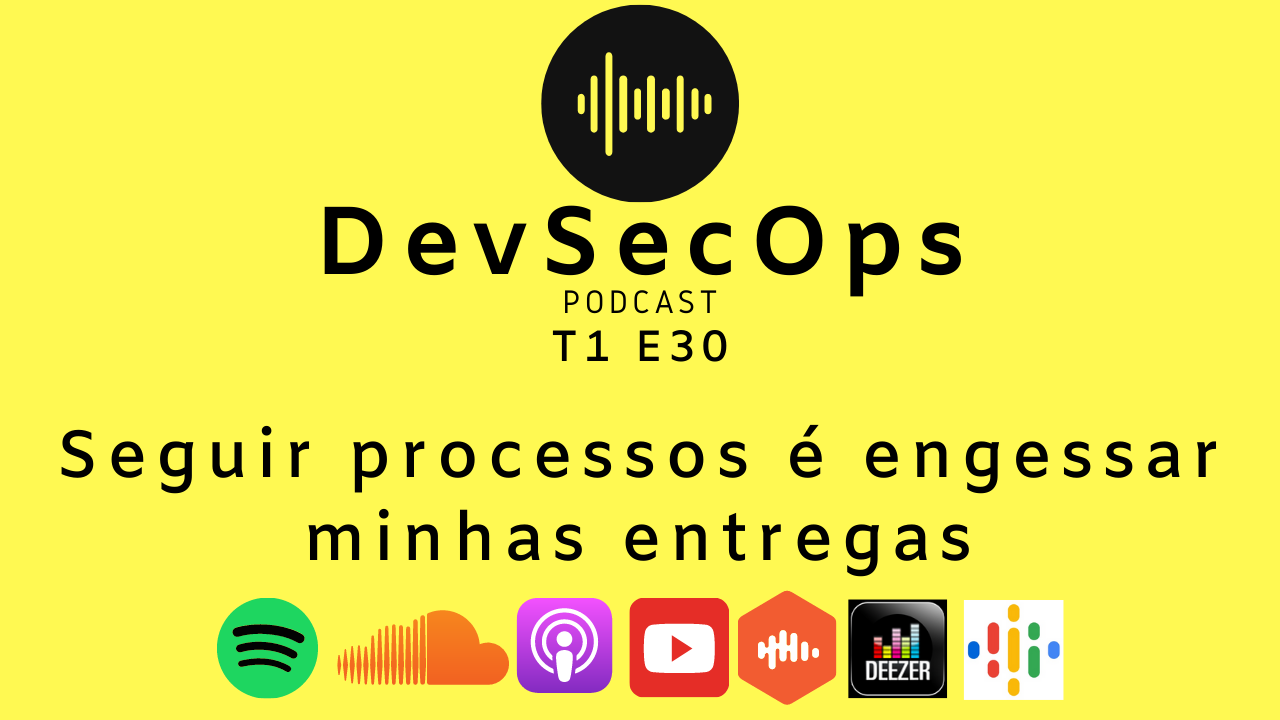 DevSecOps
PODCAST
T1 E30
Seguir processos é engessar
minhas entregas
DEEZER